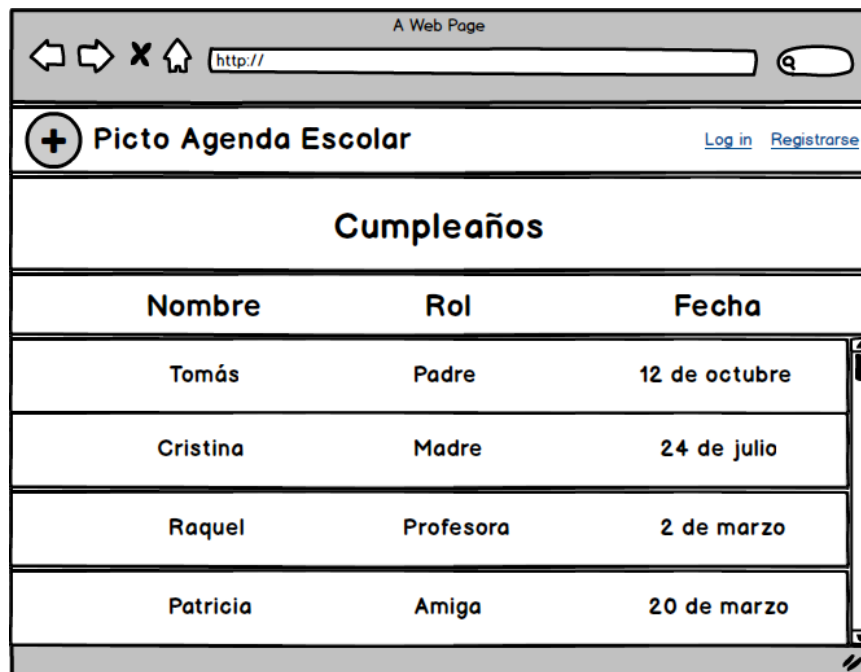 A Web Page
http://
Picto Agenda Escolar Log in Registrarse
Cumpleaños
Nombre Rol Fecha
Tomás Padre 12 de octubre
Cristina Madre 24 de julio
Raquel Profesora 2 de marzo
Patricia Amiga 20 de marzo